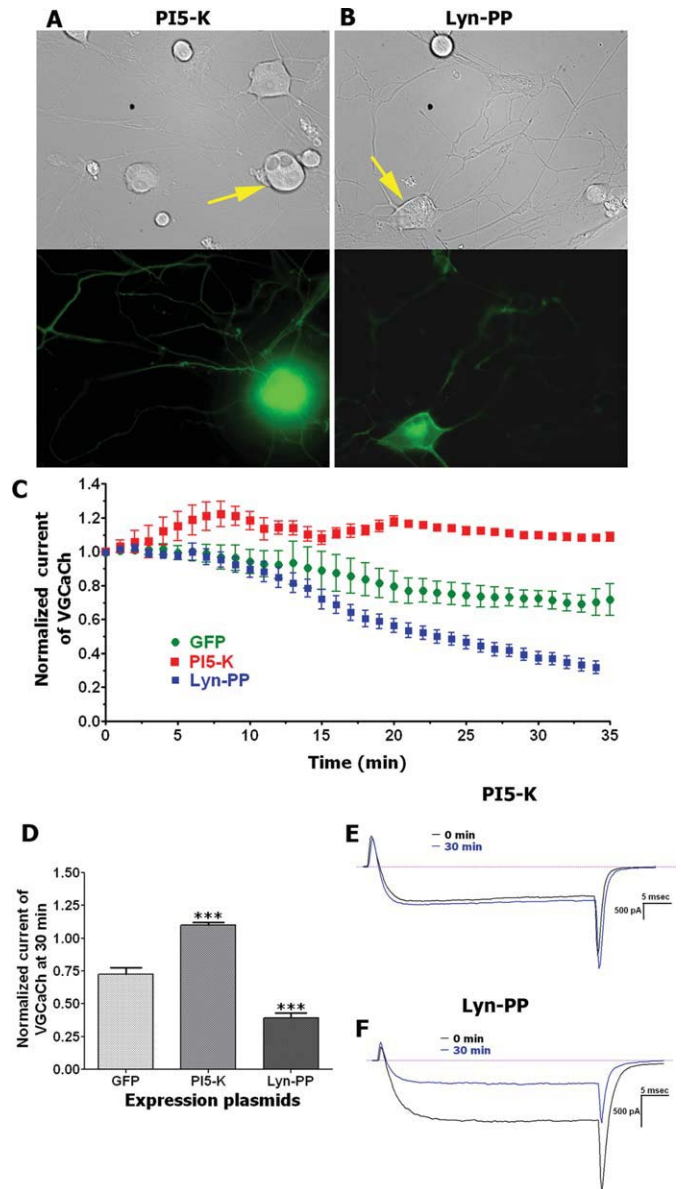 A
PI5-K
B
Lyn-PP
C
Normalized current
of VGCaCh
1.4
1.2
1.0
0.8
0.6
0.4
0.2
0.0
GFP
PI5-K
Lyn-PP
0 5 10 15 20 25 30 35
Time (min)
D
Normalized current of
VGCaCh at 30 min
1.50
1.25
1.00
0.75
0.50
0.25
0.00
***
***
GFP PI5-K Lyn-PP
Expression plasmids
PI5-K
E
0 min
30 min
5 msec
500 pA
Lyn-PP
F
0 min
30 min
5 msec
500 pA